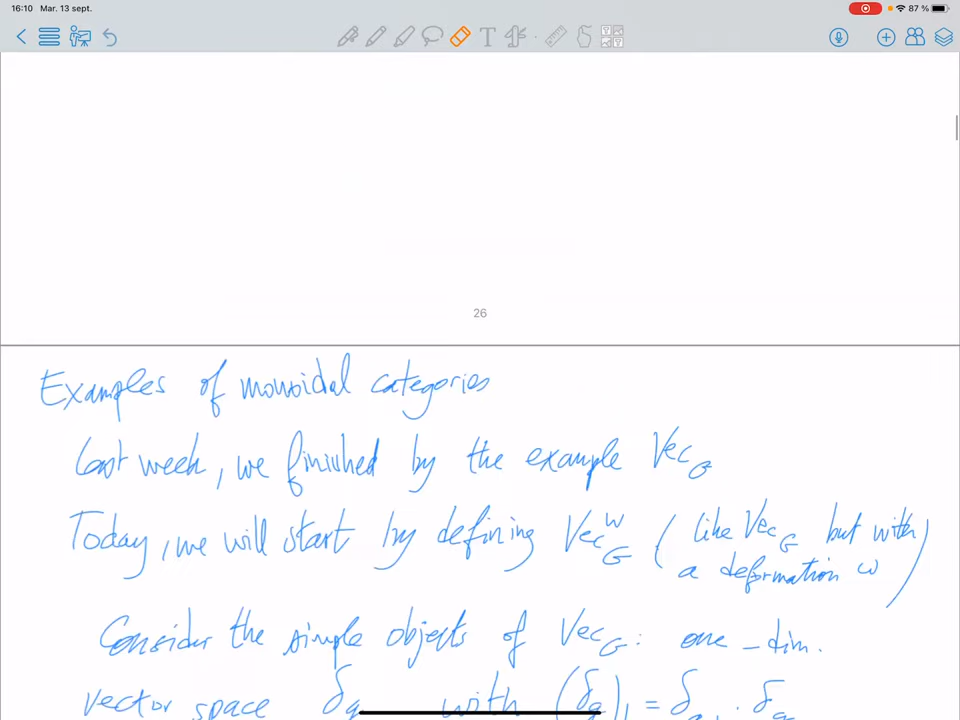 16:10 Mar. 13 sept.
87 %
26
Examples of monoidal categories
Last week, we finished by the example Vec_G
Today, we will start by defining Vec_G^ω (like Vec_G but with
a deformation ω)
Consider the simple objects of Vec_G: one-dim.
vector space δ_g with (δ_g)